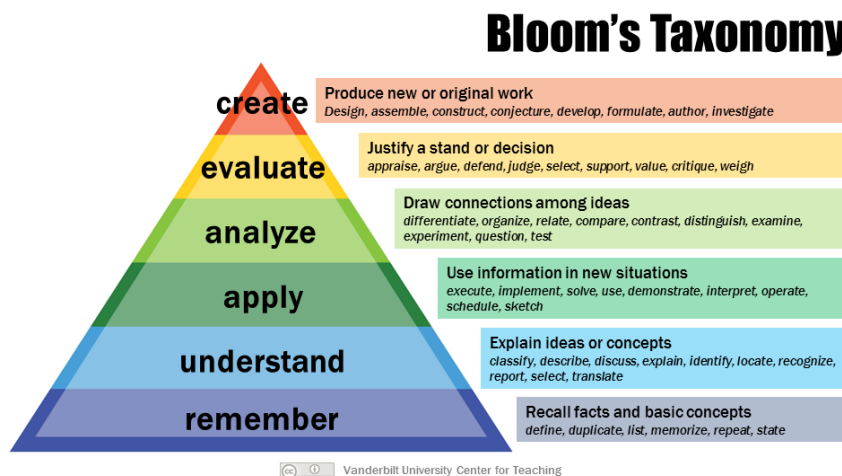 Bloom's Taxonomy
create
Produce new or original work
Design, assemble, construct, conjecture, develop, formulate, author, investigate
evaluate
Justify a stand or decision
appraise, argue, defend, judge, select, support, value, critique, weigh
analyze
Draw connections among ideas
differentiate, organize, relate, compare, contrast, distinguish, examine,
experiment, question, test
apply
Use information in new situations
execute, implement, solve, use, demonstrate, interpret, operate,
schedule, sketch
understand
Explain ideas or concepts
classify, describe, discuss, explain, identify, locate, recognize,
report, select, translate
remember
Recall facts and basic concepts
define, duplicate, list, memorize, repeat, state
cc
Vanderbilt University Center for Teaching